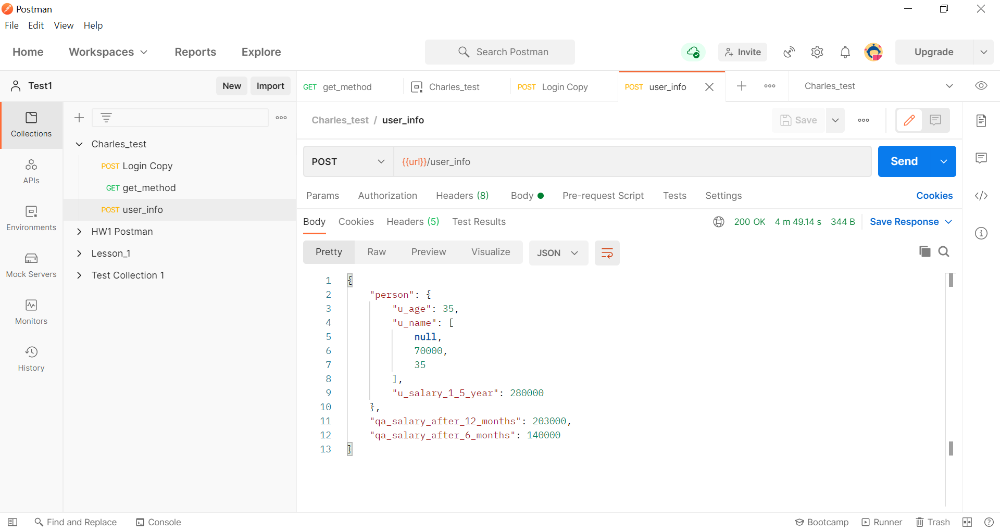 Postman
File Edit View Help
Home Workspaces Reports Explore Search Postman Invite Upgrade
Test1 New Import GET get_method Charles_test POST Login Copy POST user_info Charles_test
Collections
APIs
Environments
Mock Servers
Monitors
History
Charles_test
POST Login Copy
GET get_method
POST user_info
HW1 Postman
Lesson_1
Test Collection 1
Charles_test / user_info Save
POST {{url}}/user_info Send
Params Authorization Headers (8) Body Pre-request Script Tests Settings Cookies
Body Cookies Headers (5) Test Results 200 OK 4 m 49.14 s 344 B Save Response
Pretty Raw Preview Visualize JSON
1 {
2 "person": {
3 "u_age": 35,
4 "u_name": [
5 null,
6 70000,
7 35
8 ],
9 "u_salary_1_5_year": 280000
10 },
11 "qa_salary_after_12_months": 203000,
12 "qa_salary_after_6_months": 140000
13 }
Find and Replace Console Bootcamp Runner Trash